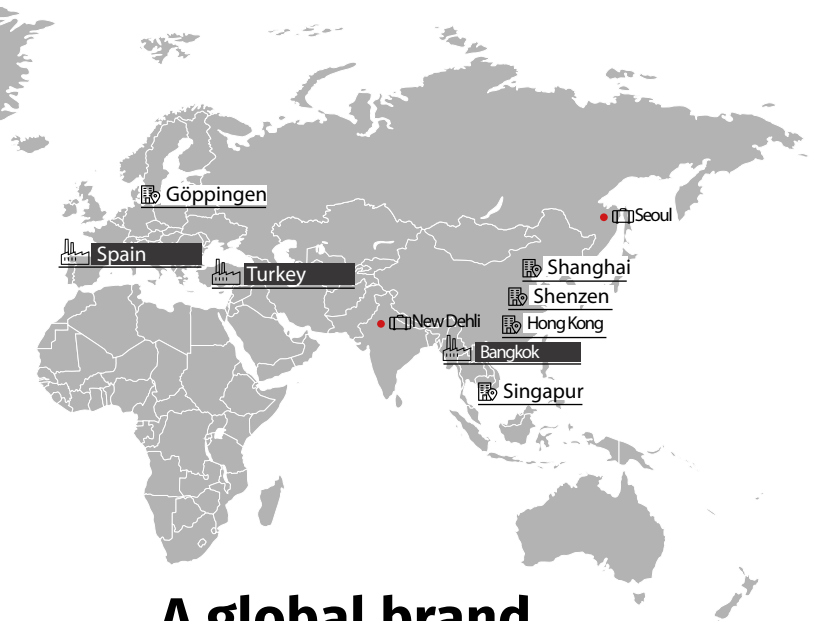 Göppingen
Seoul
Spain
Turkey
Shanghai
Shenzen
New Dehli
Hong Kong
Bangkok
Singapur
A global brand